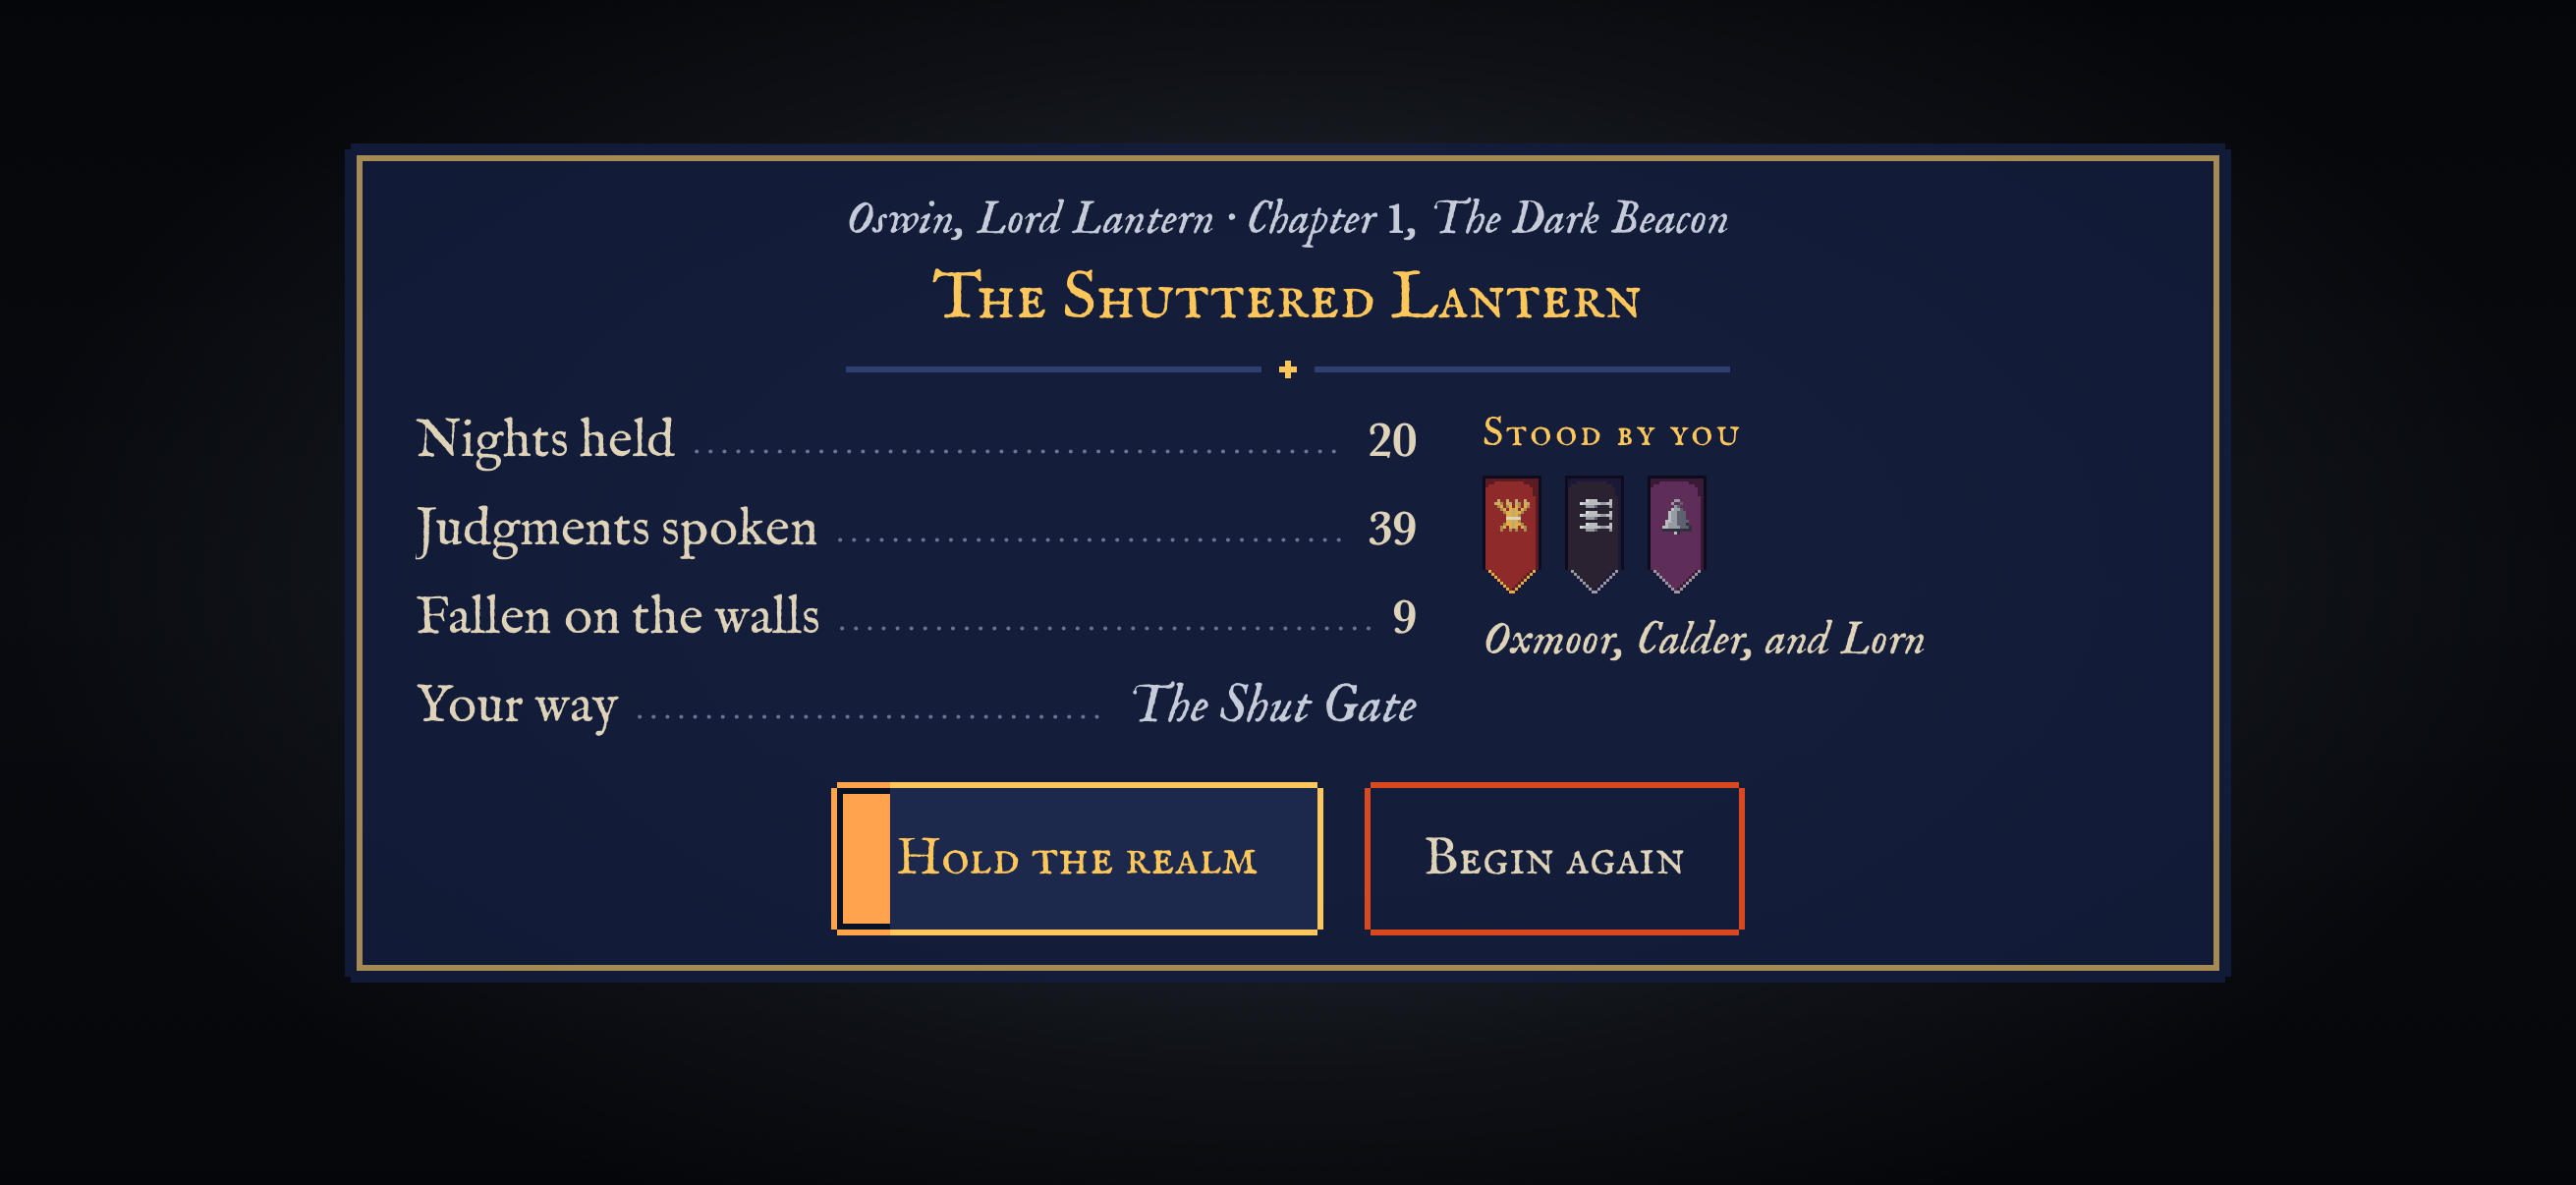 Oswin, Lord Lantern · Chapter 1, The Dark Beacon
The Shuttered Lantern
Nights held 20
Judgments spoken 39
Fallen on the walls 9
Your way The Shut Gate
Stood by you
Oxmoor, Calder, and Lorn
Hold the realm
Begin again